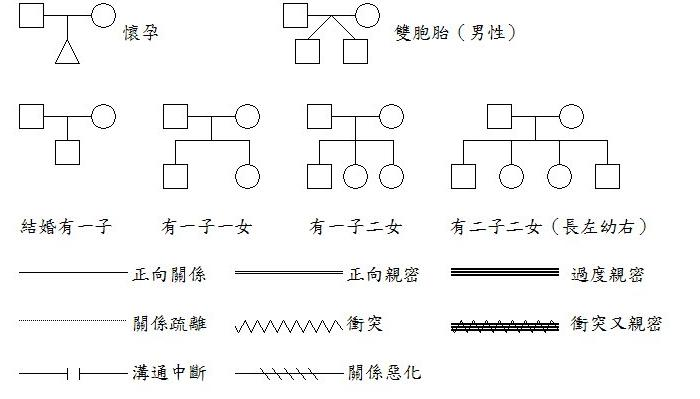 懷孕
雙胞胎（男性）
結婚有一子
有一子一女
有一子二女
有二子二女（長左幼右）
正向關係
正向親密
過度親密
關係疏離
衝突
衝突又親密
溝通中斷
關係惡化